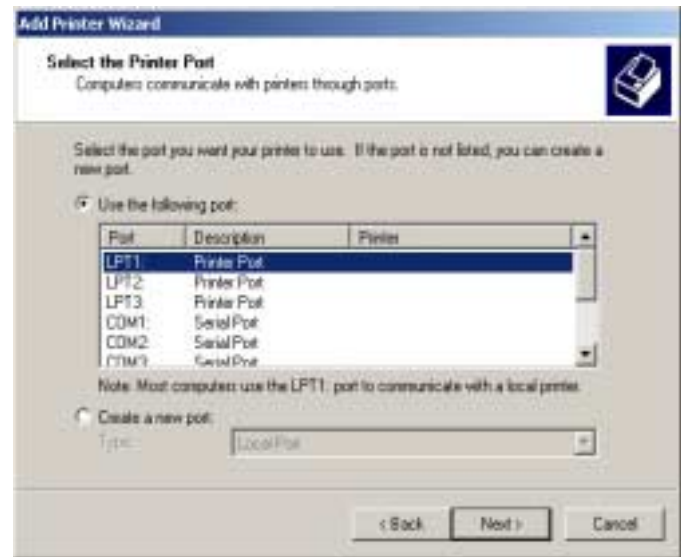 Add Printer Wizard
Select the Printer Port
Computers communicate with printers through ports.
Select the port you want your printer to use. If the port is not listed, you can create a
new port.
Use the following port:
Port Description Printer
LPT1: Printer Port
LPT2: Printer Port
LPT3: Printer Port
COM1: Serial Port
COM2: Serial Port
COM3: Serial Port
Note: Most computers use the LPT1: port to communicate with a local printer.
Create a new port:
Type: Local Port
< Back Next > Cancel